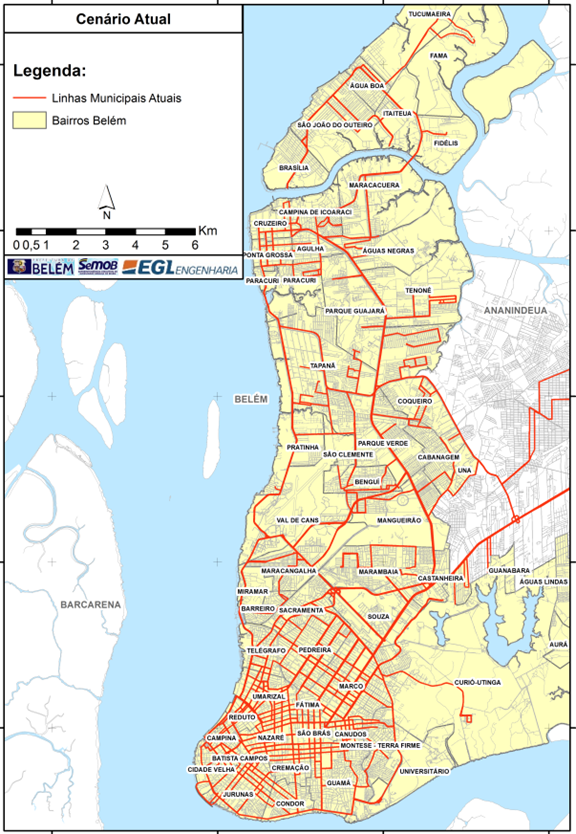 Cenário Atual
Legenda:
Linhas Municipais Atuais
Bairros Belém
N
0 0,5 1 2 3 4 5 6 Km
BELÉM
SeMOB
EGL ENGENHARIA
TUCUMAEIRA
FAMA
ÁGUA BOA
ITAITEUA
SÃO JOÃO DO OUTEIRO
FIDÉLIS
BRASÍLIA
MARACACUERA
CAMPINA DE ICOARACI
CRUZEIRO
AGULHA
ÁGUAS NEGRAS
PONTA GROSSA
PARACURI
PARACURI
TENONÉ
PARQUE GUAJARÁ
ANANINDEUA
TAPANÃ
BELÉM
COQUEIRO
PRATINHA
PARQUE VERDE
SÃO CLEMENTE
CABANAGEM
UNA
BENGUÍ
VAL DE CANS
MANGUEIRÃO
MARACANGALHA
MARAMBAIA
CASTANHEIRA
GUANABARA
ÁGUAS LINDAS
MIRAMAR
BARCARENA
BARREIRO
SACRAMENTA
SOUZA
AURÁ
TELÉGRAFO
PEDREIRA
CURIÓ-UTINGA
MARCO
UMARIZAL
FÁTIMA
REDUTO
CAMPINA
NAZARÉ
SÃO BRÁS
CANUDOS
MONTESE - TERRA FIRME
BATISTA CAMPOS
CIDADE VELHA
CREMAÇÃO
UNIVERSITÁRIO
GUAMÁ
JURUNAS
CONDOR